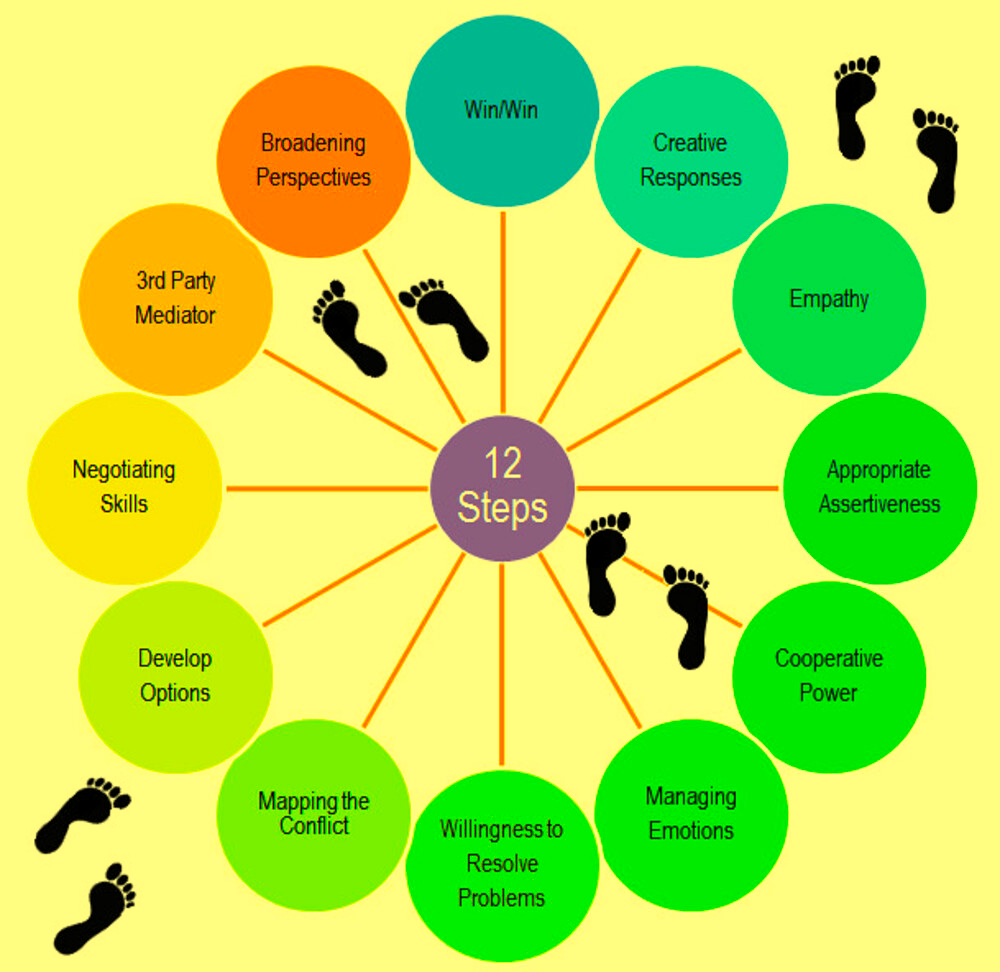 Win/Win
Creative
Responses
Empathy
Appropriate
Assertiveness
Cooperative
Power
Managing
Emotions
Willingness to
Resolve
Problems
Mapping the
Conflict
Develop
Options
Negotiating
Skills
3rd Party
Mediator
Broadening
Perspectives
12
Steps